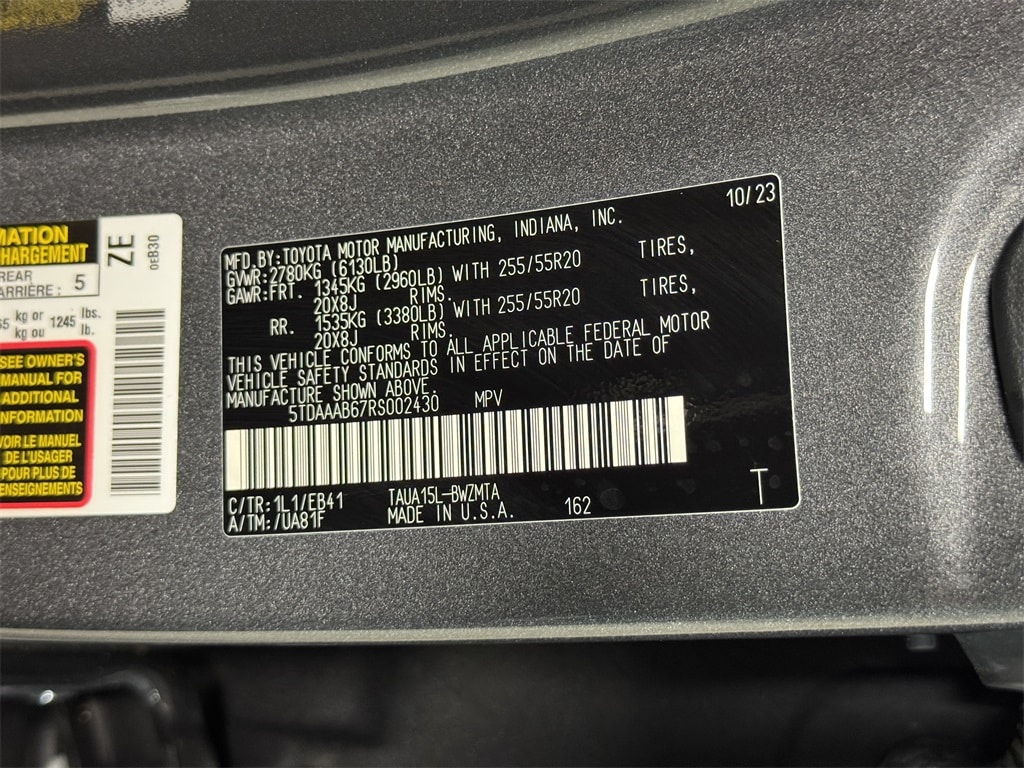 MATION
HARGEMENT
REAR
ARRIÈRE : 5
kg or
kg ou 1245 lbs.
lb.
SEE OWNER'S
MANUAL FOR
ADDITIONAL
VOIR LE MANUEL
DE L'USAGER
POUR PLUS DE
RENSEIGNEMENTS
ZE
0EB30
10/23
MFD.BY:TOYOTA MOTOR MANUFACTURING, INDIANA, INC.
GVWR:2780KG (6130LB)
GAWR:FRT. 1345KG (2960LB) WITH 255/55R20 TIRES,
20X8J RIMS.
RR. 1535KG (3380LB) WITH 255/55R20 TIRES,
20X8J RIMS.
THIS VEHICLE CONFORMS TO ALL APPLICABLE FEDERAL MOTOR
VEHICLE SAFETY STANDARDS IN EFFECT ON THE DATE OF
MANUFACTURE SHOWN ABOVE.
5TDAAAB67RS002430 MPV
C/TR:1L1/EB41 TAUA15L-BWZMTA
A/TM:/UA81F MADE IN U.S.A. 162
T